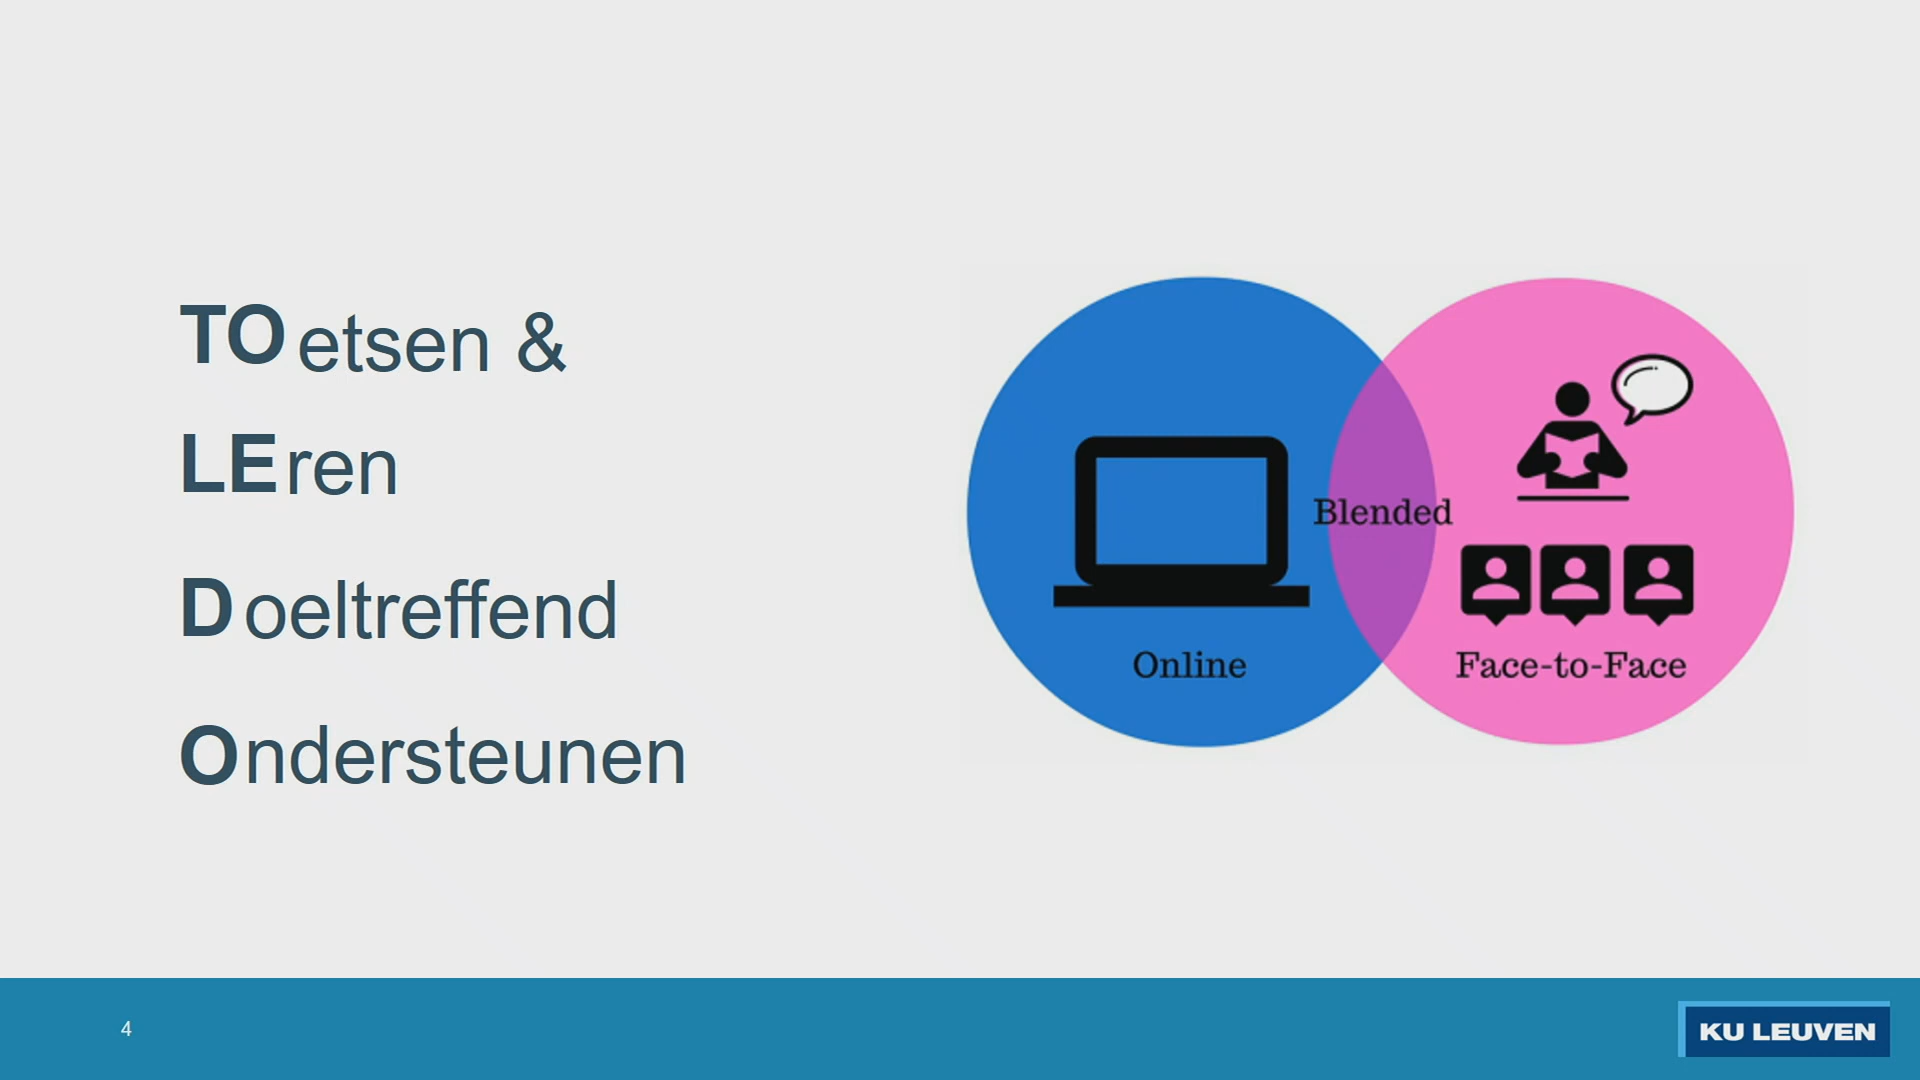 TOetsen &
LEren
Doeltreffend
Ondersteunen
Blended
Online
Face-to-Face
4
KU LEUVEN